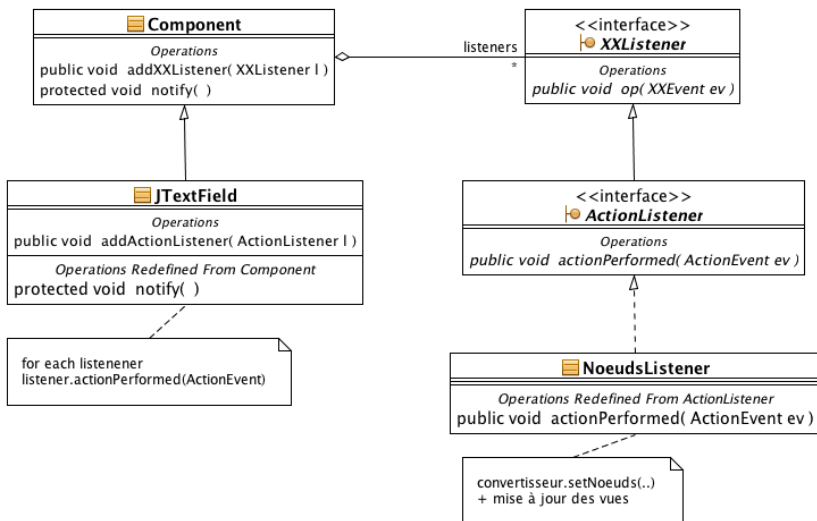 Component
Operations
public void addXXListener( XXListener l )
protected void notify( )
listeners
*
<<interface>>
XXListener
Operations
public void op( XXEvent ev )
JTextField
Operations
public void addActionListener( ActionListener l )
Operations Redefined From Component
protected void notify( )
<<interface>>
ActionListener
Operations
public void actionPerformed( ActionEvent ev )
for each listenener
listener.actionPerformed(ActionEvent)
NoeudsListener
Operations Redefined From ActionListener
public void actionPerformed( ActionEvent ev )
convertisseur.setNoeuds(..)
+ mise à jour des vues